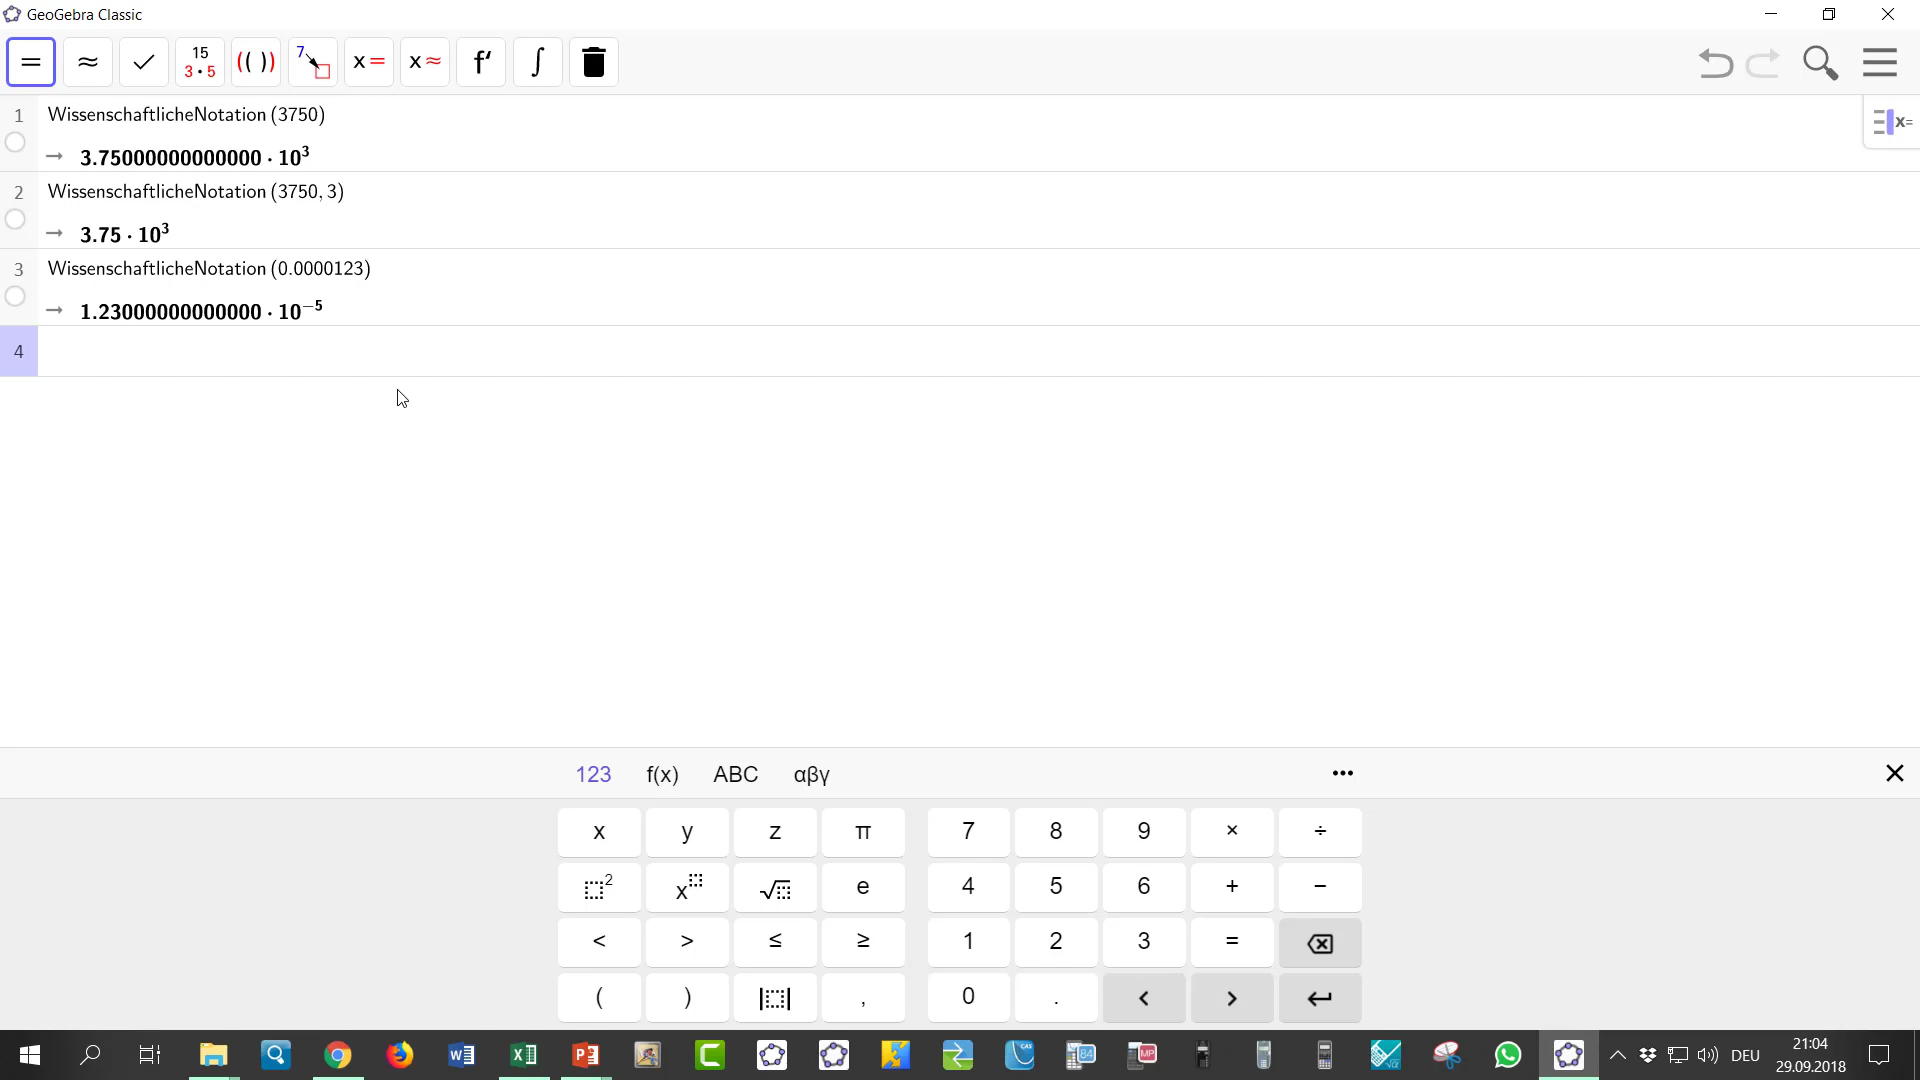 GeoGebra Classic
= ≈ ✓ 15 (( )) 7 x = x ≈ f′ ∫
3 • 5
1 WissenschaftlicheNotation (3750)
→ 3.75000000000000 · 10³
x=
2 WissenschaftlicheNotation (3750, 3)
→ 3.75 · 10³
3 WissenschaftlicheNotation (0.0000123)
→ 1.23000000000000 · 10⁻⁵
4
123 f(x) ABC αβγ •••
x y z π 7 8 9 × ÷
² x √ e 4 5 6 + −
< > ≤ ≥ 1 2 3 =
( ) | | , 0 . < >
DEU
21:04
29.09.2018